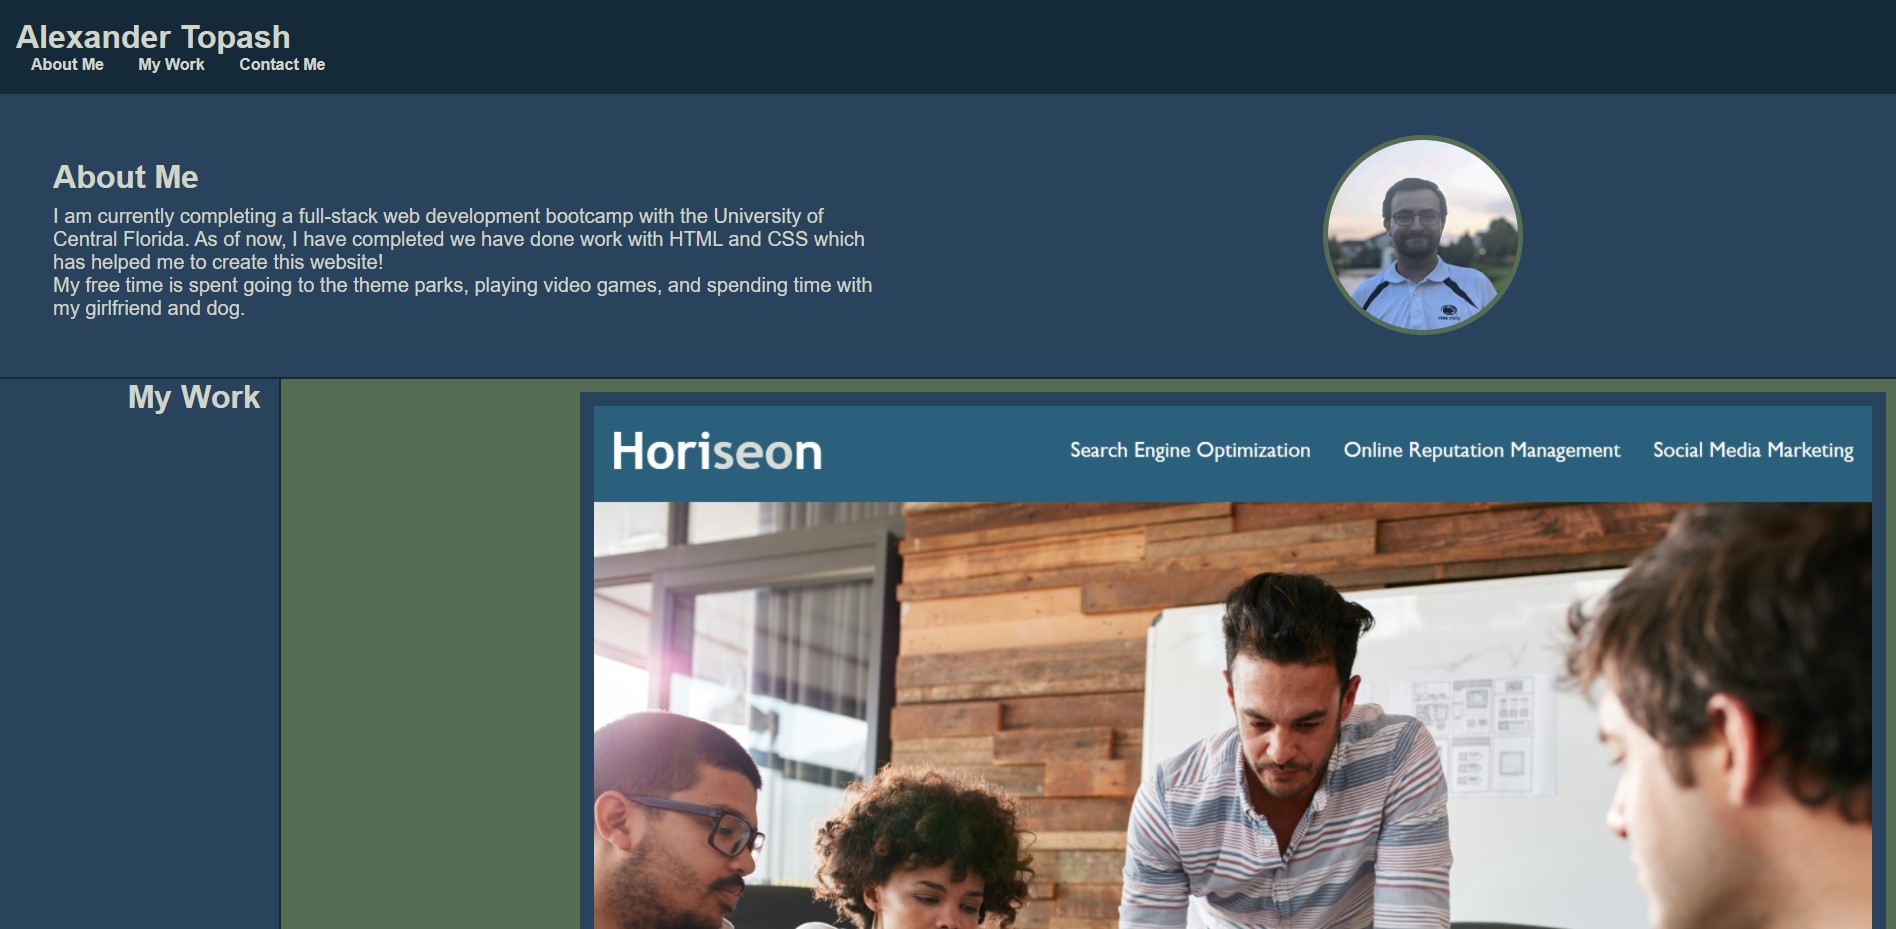 Alexander Topash
About Me My Work Contact Me
About Me
I am currently completing a full-stack web development bootcamp with the University of
Central Florida. As of now, I have completed we have done work with HTML and CSS which
has helped me to create this website!
My free time is spent going to the theme parks, playing video games, and spending time with
my girlfriend and dog.
My Work
Horiseon
Search Engine Optimization Online Reputation Management Social Media Marketing